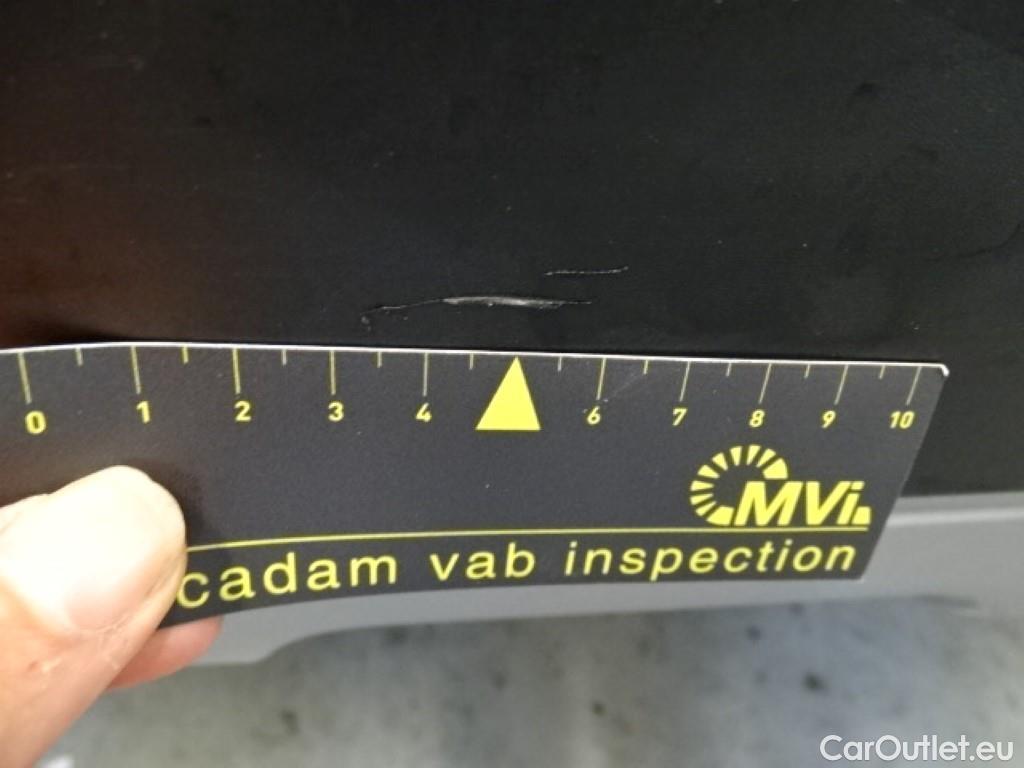 0 1 2 3 4 6 7 8 9 10
MVi
cadam vab inspection
CarOutlet.eu